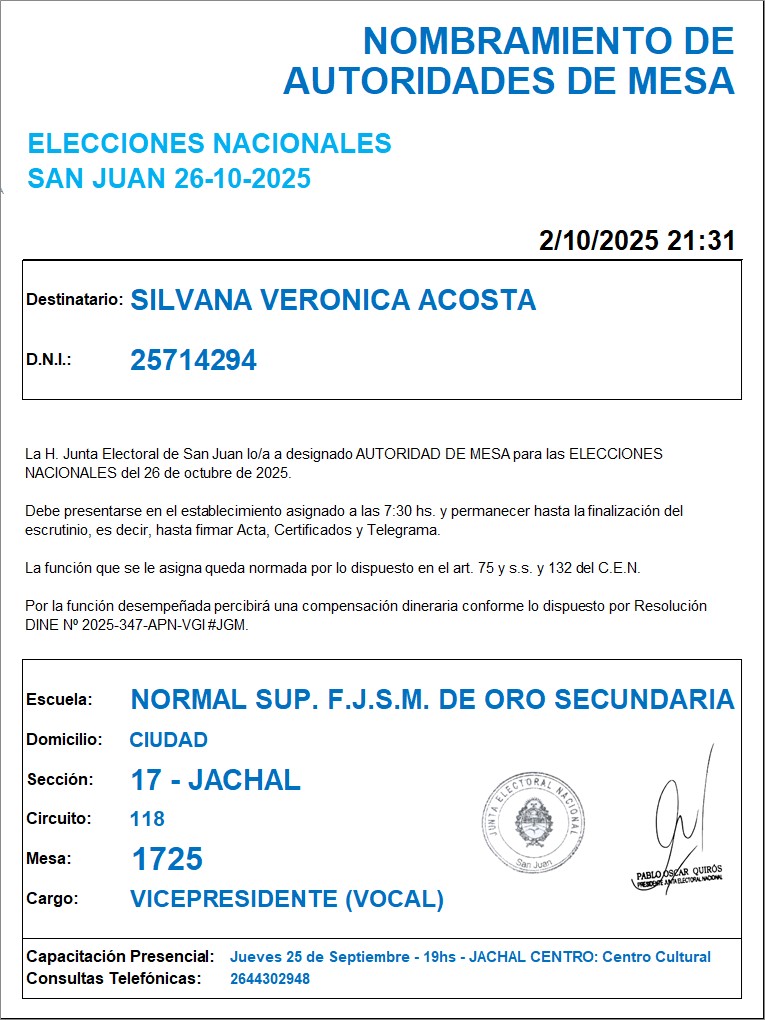 NOMBRAMIENTO DE
AUTORIDADES DE MESA
ELECCIONES NACIONALES
SAN JUAN 26-10-2025
2/10/2025 21:31
Destinatario: SILVANA VERONICA ACOSTA
D.N.I.: 25714294
La H. Junta Electoral de San Juan lo/a a designado AUTORIDAD DE MESA para las ELECCIONES
NACIONALES del 26 de octubre de 2025.
Debe presentarse en el establecimiento asignado a las 7:30 hs. y permanecer hasta la finalización del
escrutinio, es decir, hasta firmar Acta, Certificados y Telegrama.
La función que se le asigna queda normada por lo dispuesto en el art. 75 y s.s. y 132 del C.E.N.
Por la función desempeñada percibirá una compensación dineraria conforme lo dispuesto por Resolución
DINE Nº 2025-347-APN-VGI#JGM.
Escuela: NORMAL SUP. F.J.S.M. DE ORO SECUNDARIA
Domicilio: CIUDAD
Sección: 17 - JACHAL
Circuito: 118
Mesa: 1725
Cargo: VICEPRESIDENTE (VOCAL)
JUNTA ELECTORAL NACIONAL
San Juan
PABLO OSCAR QUIRÓS
PRESIDENTE JUNTA ELECTORAL NACIONAL
Capacitación Presencial: Jueves 25 de Septiembre - 19hs - JACHAL CENTRO: Centro Cultural
Consultas Telefónicas: 2644302948